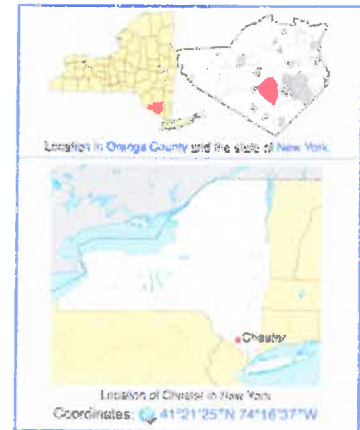 Location in Orange County and the state of New York.
Chester
Location of Chester in New York
Coordinates: 41°21′25″N 74°16′37″W